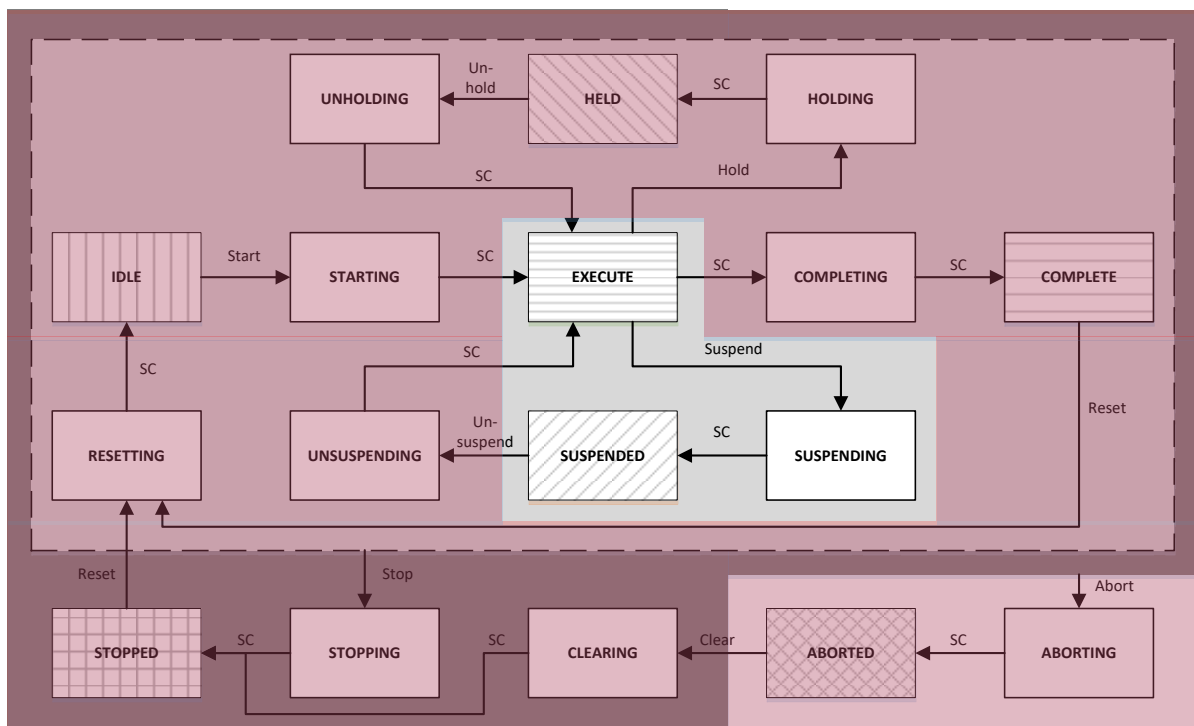 Un-
hold
SC
UNHOLDING
HELD
HOLDING
SC
Hold
Start
SC
SC
SC
IDLE
STARTING
EXECUTE
COMPLETING
COMPLETE
SC
Suspend
SC
Reset
Un-
suspend
SC
RESETTING
UNSUSPENDING
SUSPENDED
SUSPENDING
Reset
Stop
Abort
SC
SC
Clear
SC
STOPPED
STOPPING
CLEARING
ABORTED
ABORTING